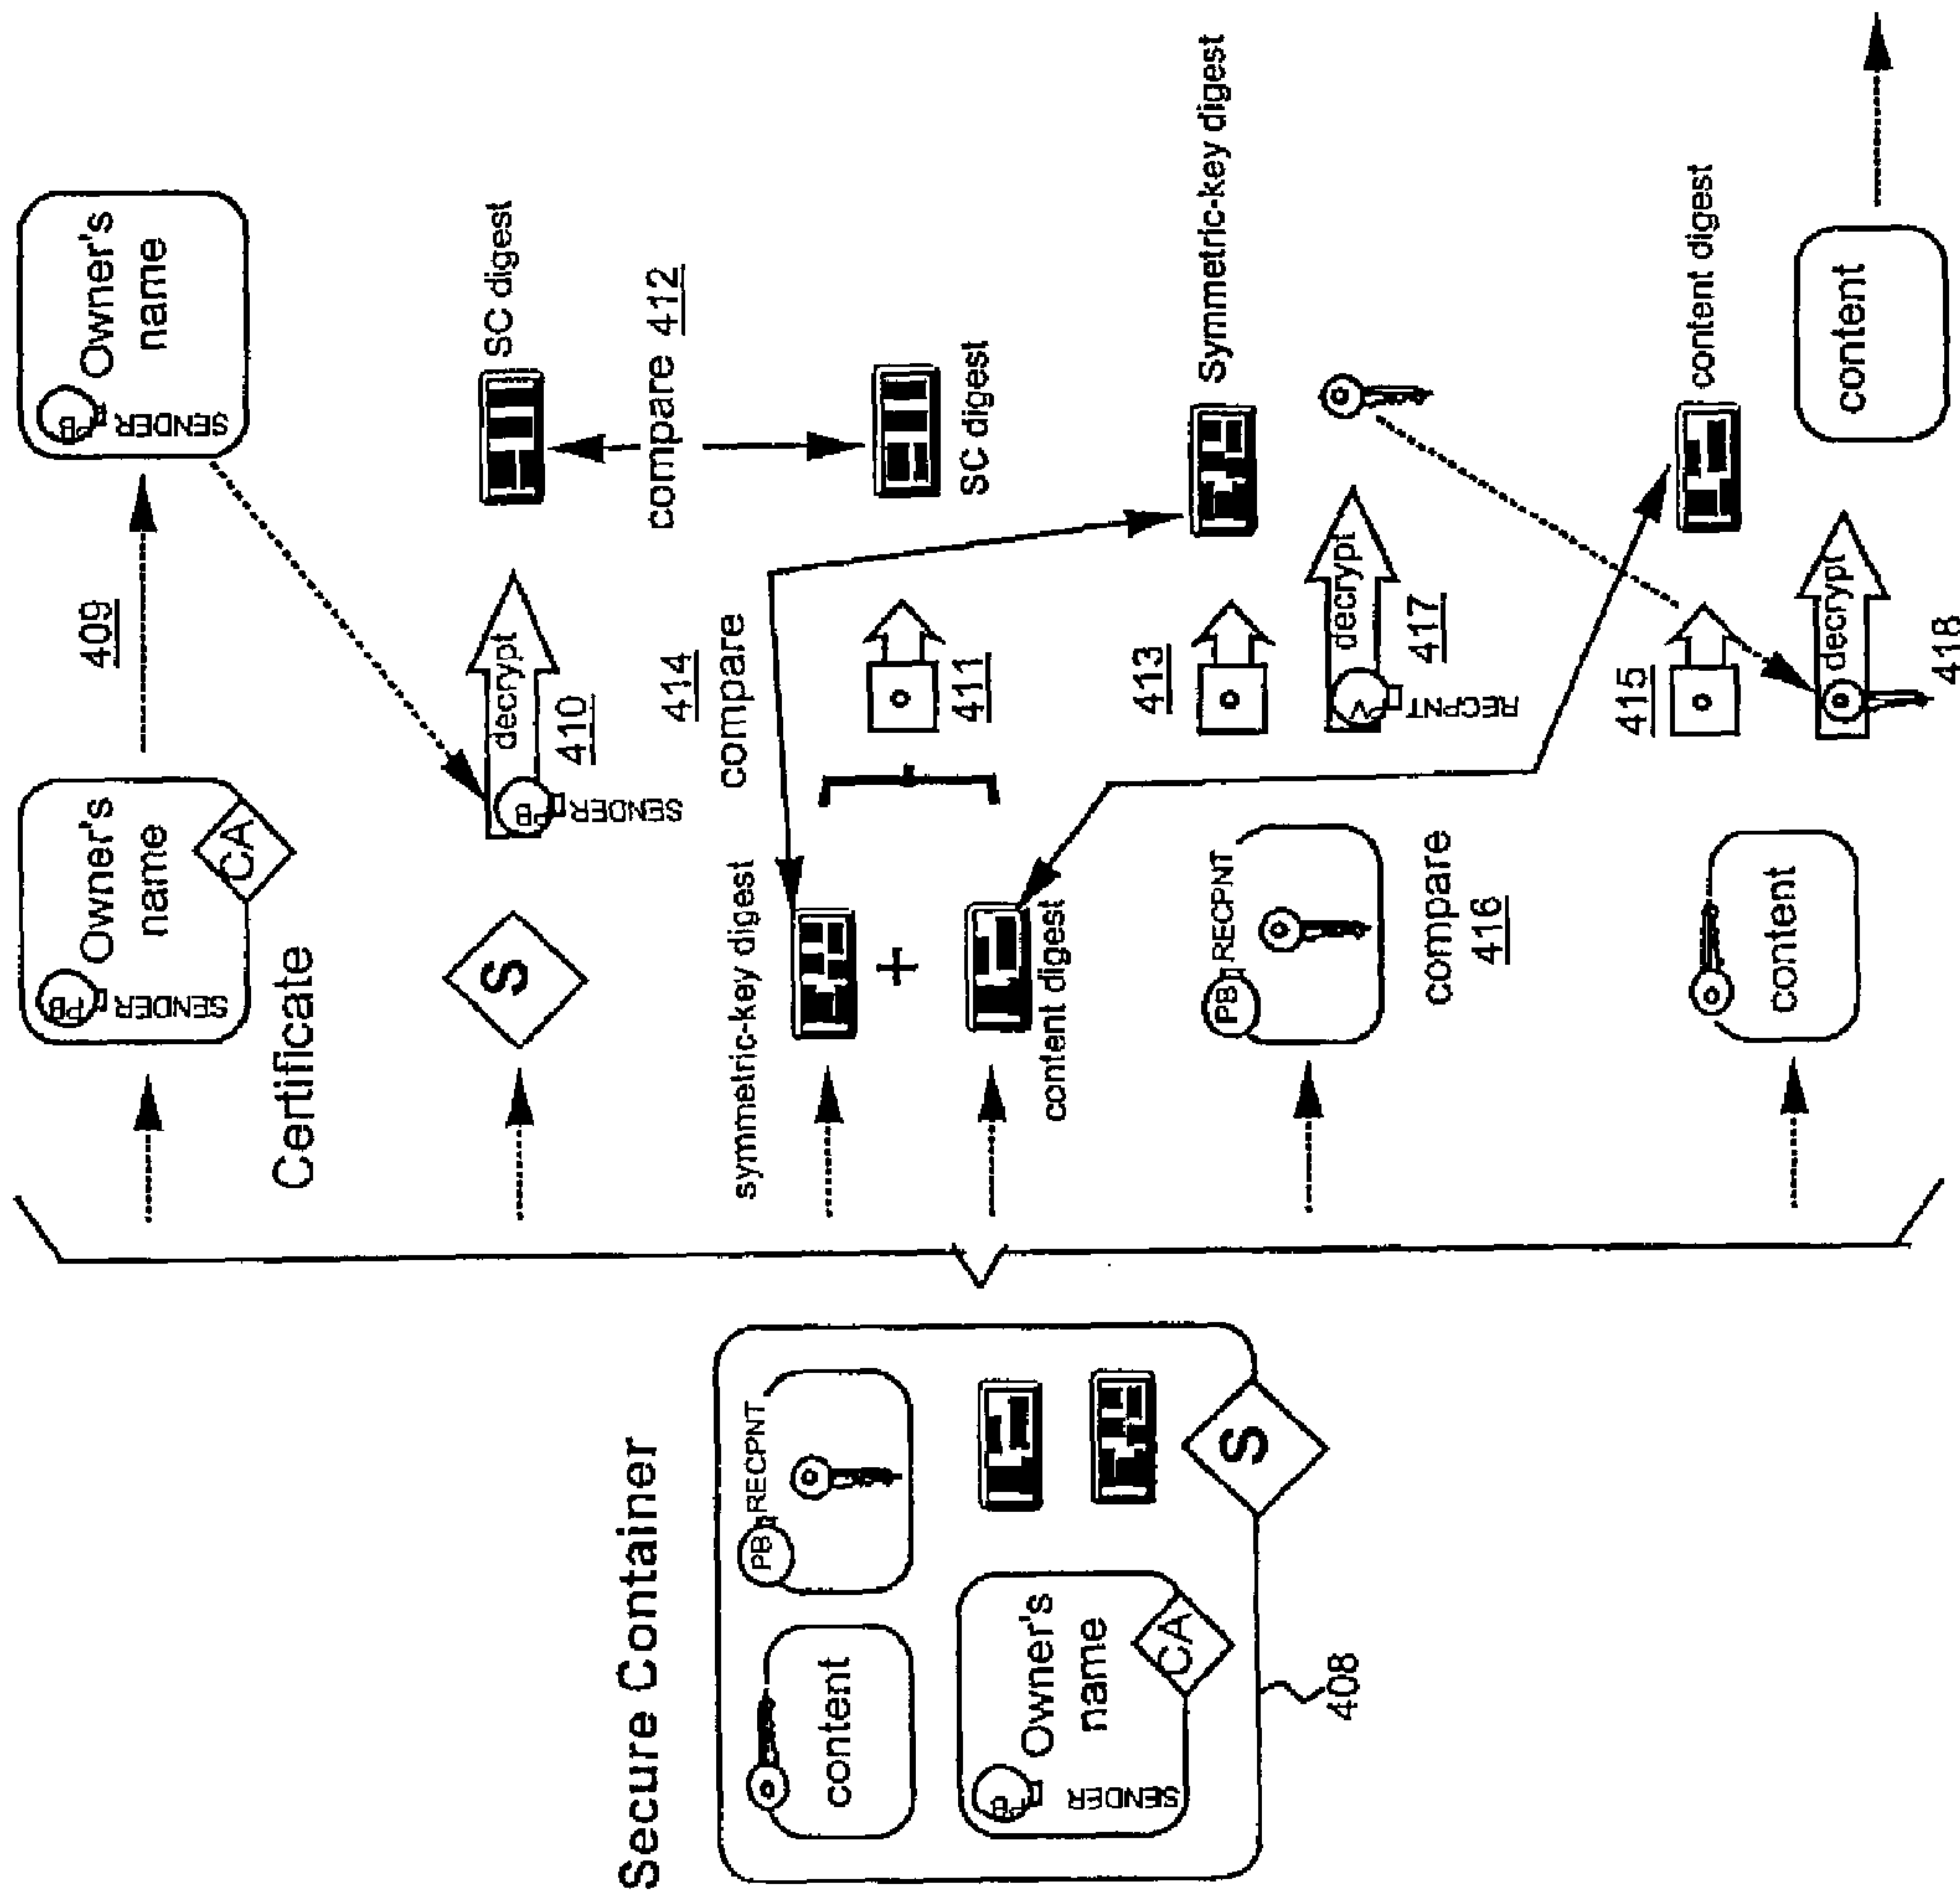 Secure Container
content
PB
RECPNT
PB
SENDER
Owner's
name
CA
S
408
PB
SENDER
Owner's
name
CA
Certificate
409
PB
SENDER
Owner's
name
S
decrypt
PB
SENDER
410
SC digest
compare 412
SC digest
symmetric-key digest
+
content digest
414
compare
411
Symmetric-key digest
PB
RECPNT
413
decrypt
V
RECPNT
417
compare
416
content
415
content digest
decrypt
418
content